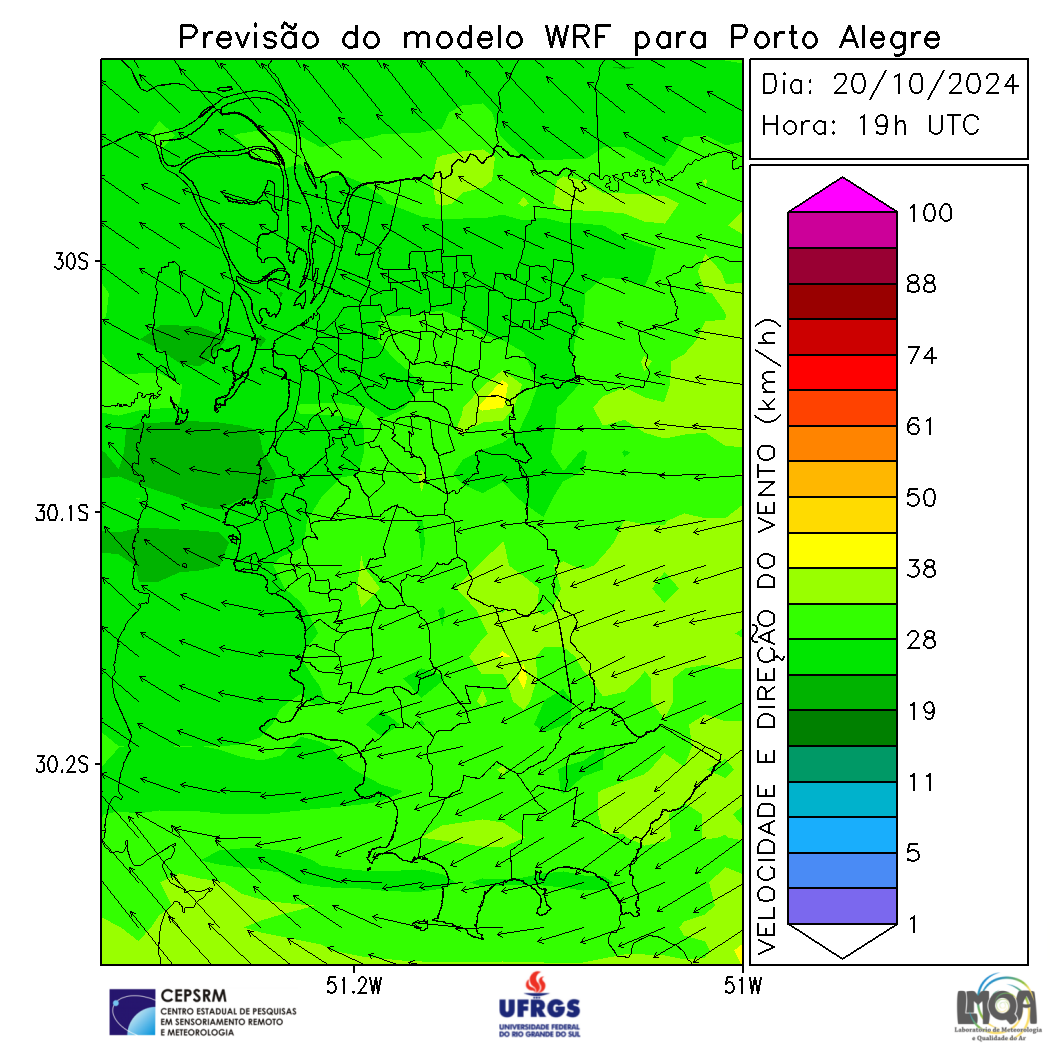 Previsão do modelo WRF para Porto Alegre
Dia: 20/10/2024
Hora: 19h UTC
30S
30.1S
30.2S
51.2W
51W
VELOCIDADE E DIREÇÃO DO VENTO (km/h)
100
88
74
61
50
38
28
19
11
5
1
CEPSRM
CENTRO ESTADUAL DE PESQUISAS
EM SENSORIAMENTO REMOTO
E METEOROLOGIA
UFRGS
UNIVERSIDADE FEDERAL
DO RIO GRANDE DO SUL
LMQA
Laboratório de Meteorologia
e Qualidade do Ar